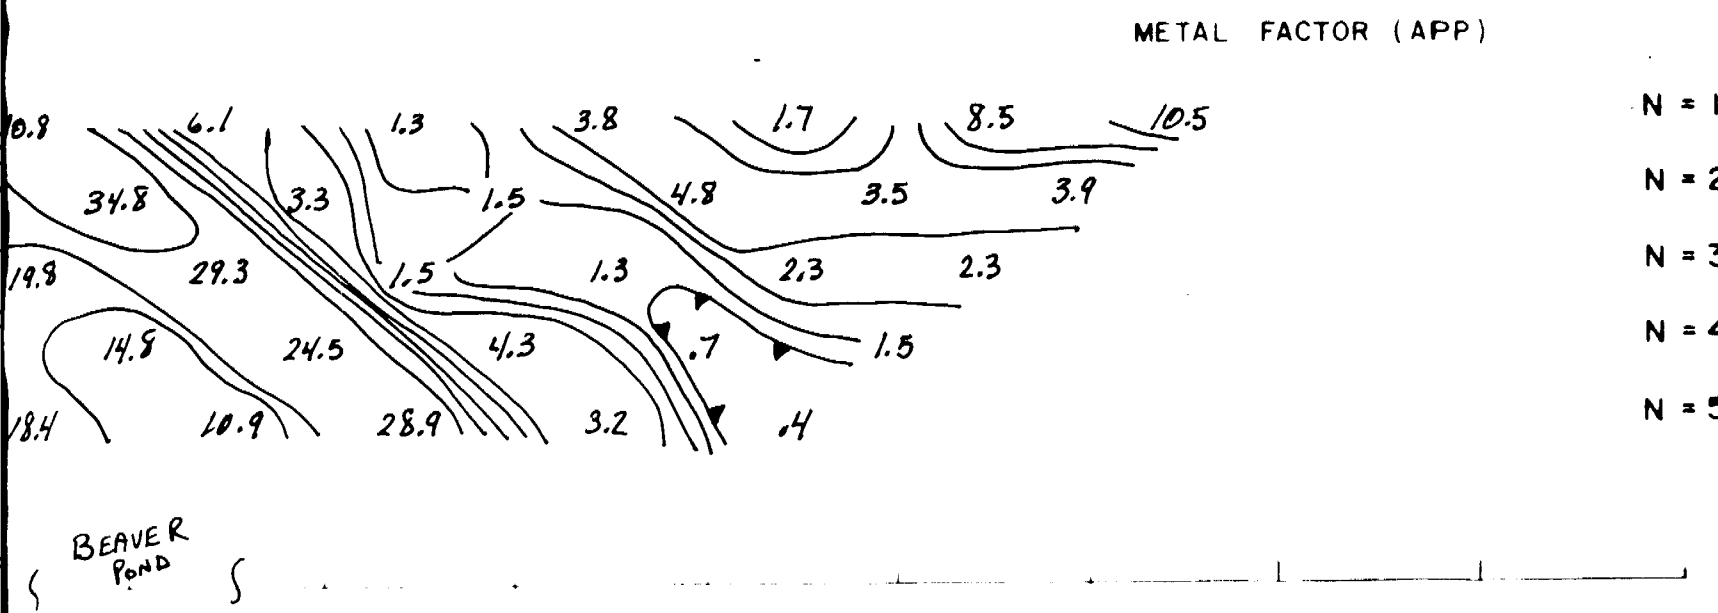 METAL FACTOR (APP)
10.8 6.1 1.3 3.8 1.7 8.5 10.5 N = 1
34.8 3.3 1.5 4.8 3.5 3.9 N = 2
19.8 29.3 1.5 1.3 2.3 2.3 N = 3
14.8 24.5 4.3 .7 1.5 N = 4
18.4 10.9 28.9 3.2 .4 N = 5
BEAVER
POND